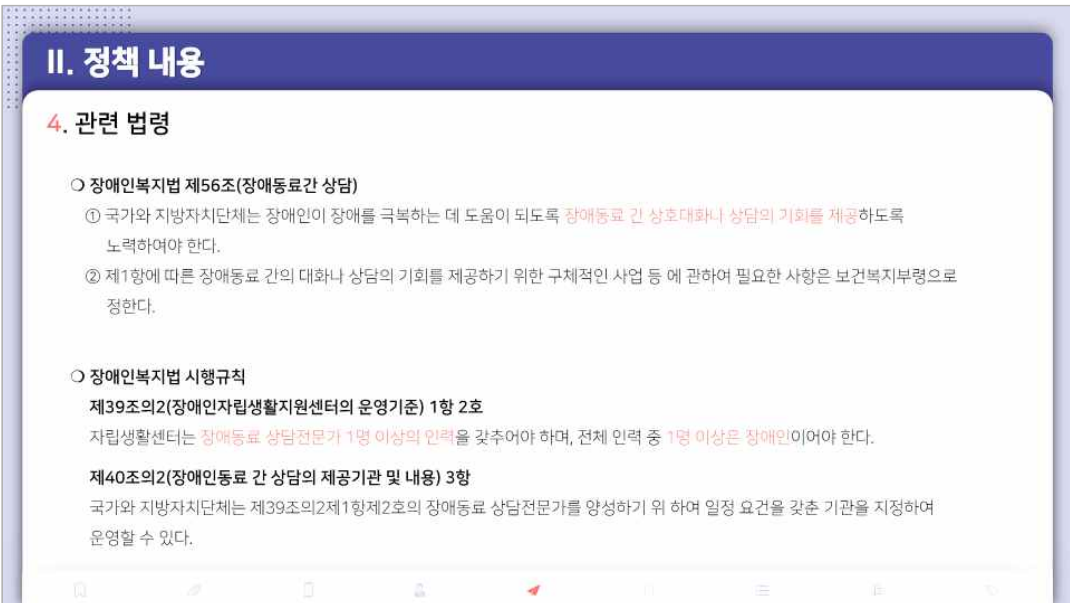 II. 정책 내용
4. 관련 법령
❍ 장애인복지법 제56조(장애동료간 상담)
① 국가와 지방자치단체는 장애인이 장애를 극복하는 데 도움이 되도록 장애동료 간 상호대화나 상담의 기회를 제공하도록
노력하여야 한다.
② 제1항에 따른 장애동료 간의 대화나 상담의 기회를 제공하기 위한 구체적인 사업 등 에 관하여 필요한 사항은 보건복지부령으로
정한다.
❍ 장애인복지법 시행규칙
제39조의2(장애인자립생활지원센터의 운영기준) 1항 2호
자립생활센터는 장애동료 상담전문가 1명 이상의 인력을 갖추어야 하며, 전체 인력 중 1명 이상은 장애인이어야 한다.
제40조의2(장애인동료 간 상담의 제공기관 및 내용) 3항
국가와 지방자치단체는 제39조의2제1항제2호의 장애동료 상담전문가를 양성하기 위 하여 일정 요건을 갖춘 기관을 지정하여
운영할 수 있다.